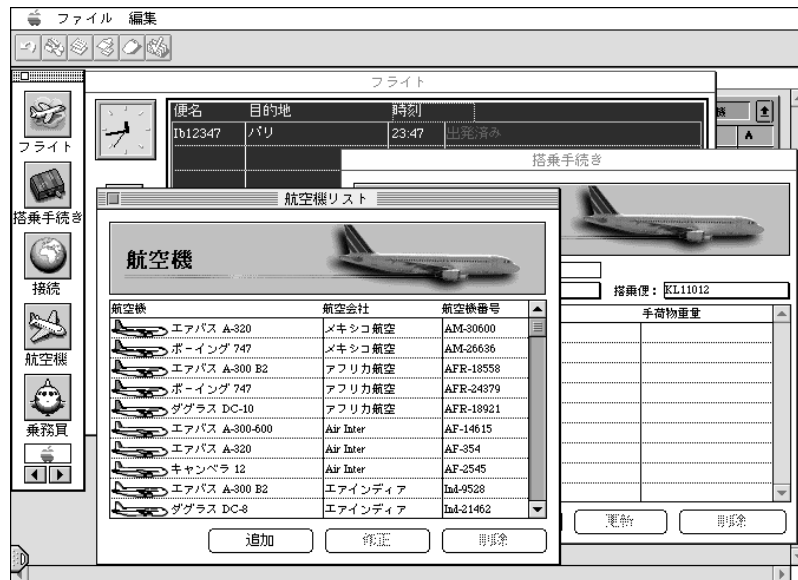 ファイル 編集
フライト
便名 目的地 時刻
Ib12347 パリ 23:47 出発済み
機
A
フライト
搭乗手続き
接続
航空機
乗務員
搭乗手続き
搭乗便： KL11012
手荷物重量
更新 削除
航空機リスト
航空機
航空機 航空会社 航空機番号
エアバス A-320 メキシコ航空 AM-30600
ボーイング 747 メキシコ航空 AM-26636
エアバス A-300 B2 アフリカ航空 AFR-18558
ボーイング 747 アフリカ航空 AFR-24379
ダグラス DC-10 アフリカ航空 AFR-18921
エアバス A-300-600 Air Inter AF-14615
エアバス A-320 Air Inter AF-354
キャンベラ 12 Air Inter AF-2545
エアバス A-300 B2 エアインディア Ind-9528
ダグラス DC-8 エアインディア Ind-21462
追加 修正 削除